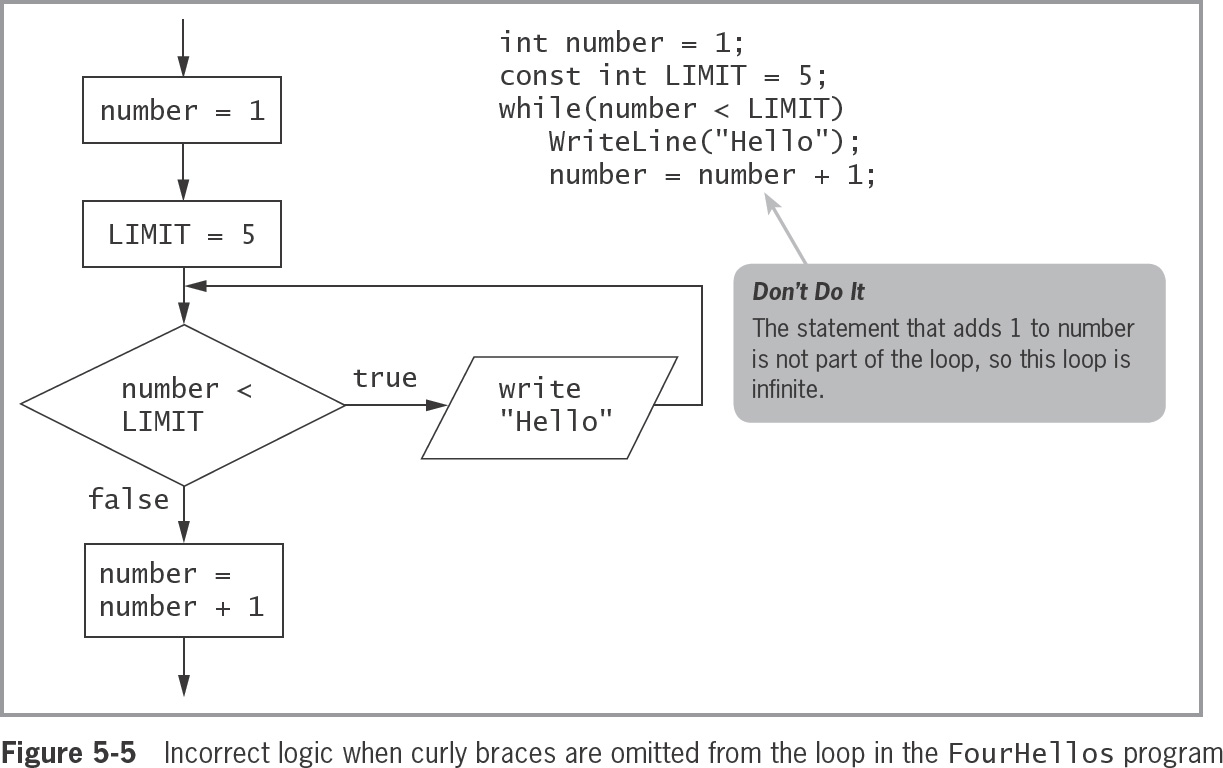 int number = 1;
const int LIMIT = 5;
while(number < LIMIT)
   WriteLine("Hello");
   number = number + 1;
number = 1
LIMIT = 5
number <
LIMIT
true
write
"Hello"
false
number =
number + 1
Don't Do It
The statement that adds 1 to number
is not part of the loop, so this loop is
infinite.
Figure 5-5 Incorrect logic when curly braces are omitted from the loop in the FourHellos program